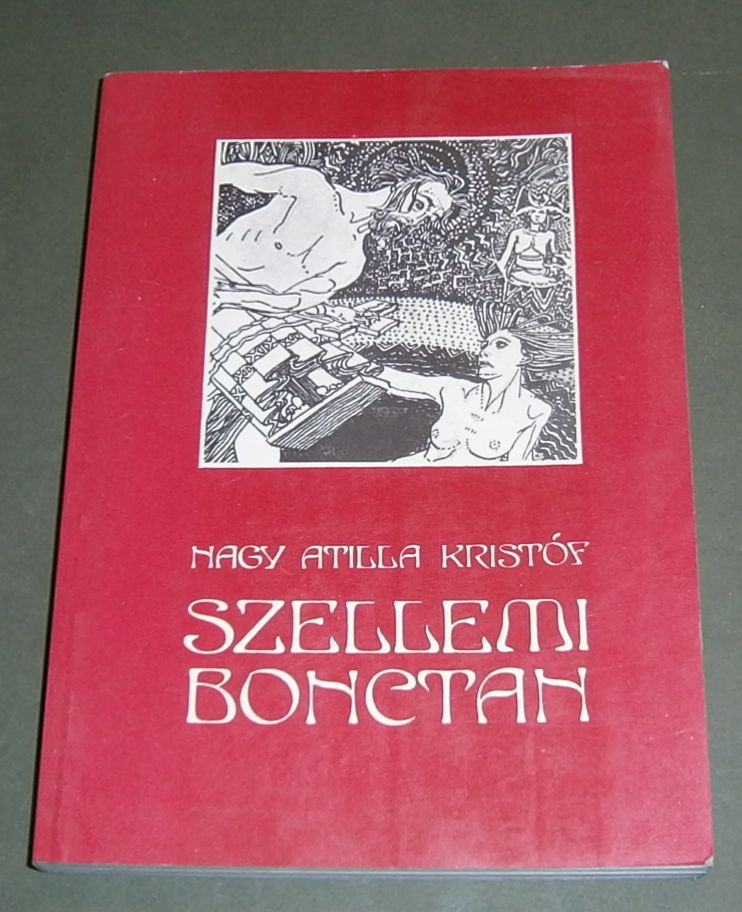 NAGY ATILLA KRISTÓF
SZELLEMI
BONCTAN